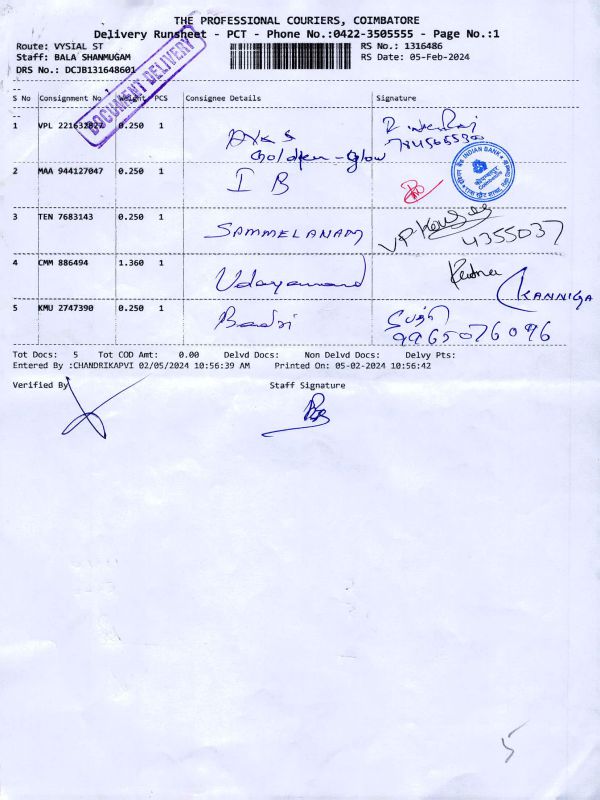 THE PROFESSIONAL COURIERS, COIMBATORE
Delivery Runsheet - PCT - Phone No.:0422-3505555 - Page No.:1
Route: VYSIAL ST
RS No.: 1316486
Staff: BALA SHANMUGAM
RS Date: 05-Feb-2024
DRS No.: DCJB131648601
DOCUMENT DELIVERY
S No Consignment No Weight PCS Consignee Details Signature
1 VPL 0.250 1
Golden-Glow
2 MAA 944127047 0.250 1 I B
INDIAN BANK
3 TEN 7683143 0.250 1 SAMMELANAM
4355037
4 CMM 886494 1.360 1 Udayanand
KANNIGA
5 KMU 2747390 0.250 1 Badri
9965076096
Tot Docs: 5 Tot COD Amt: 0.00 Delvd Docs: Non Delvd Docs: Delvy Pts:
Entered By :CHANDRIKAPVI 02/05/2024 10:56:39 AM Printed On: 05-02-2024 10:56:42
Verified By Staff Signature
5